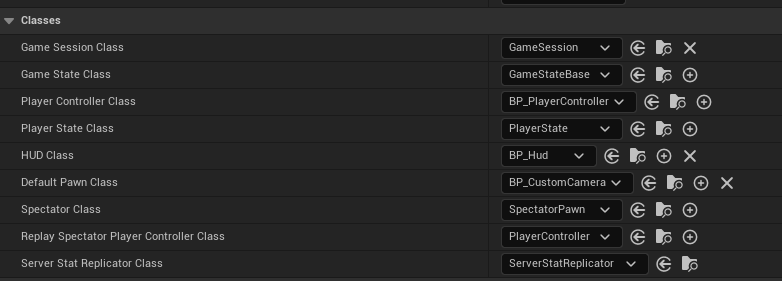 Classes
Game Session Class GameSession
Game State Class GameStateBase
Player Controller Class BP_PlayerController
Player State Class PlayerState
HUD Class BP_Hud
Default Pawn Class BP_CustomCamera
Spectator Class SpectatorPawn
Replay Spectator Player Controller Class PlayerController
Server Stat Replicator Class ServerStatReplicator